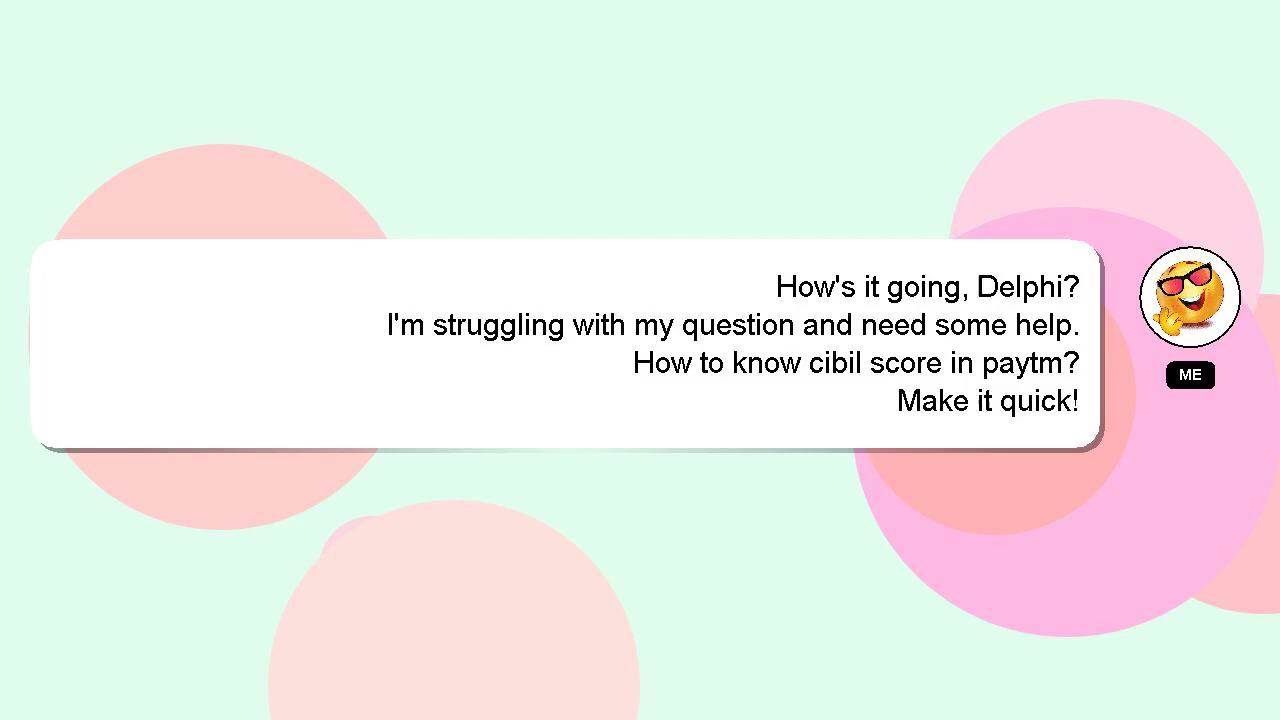 How's it going, Delphi?
I'm struggling with my question and need some help.
How to know cibil score in paytm?
Make it quick!
ME